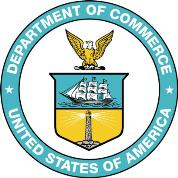 DEPARTMENT OF COMMERCE
UNITED STATES OF AMERICA